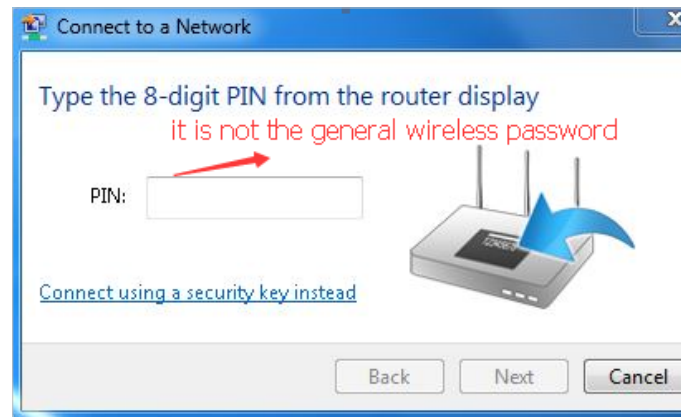 Connect to a Network
Type the 8-digit PIN from the router display
it is not the general wireless password
PIN:
Connect using a security key instead
Back Next Cancel